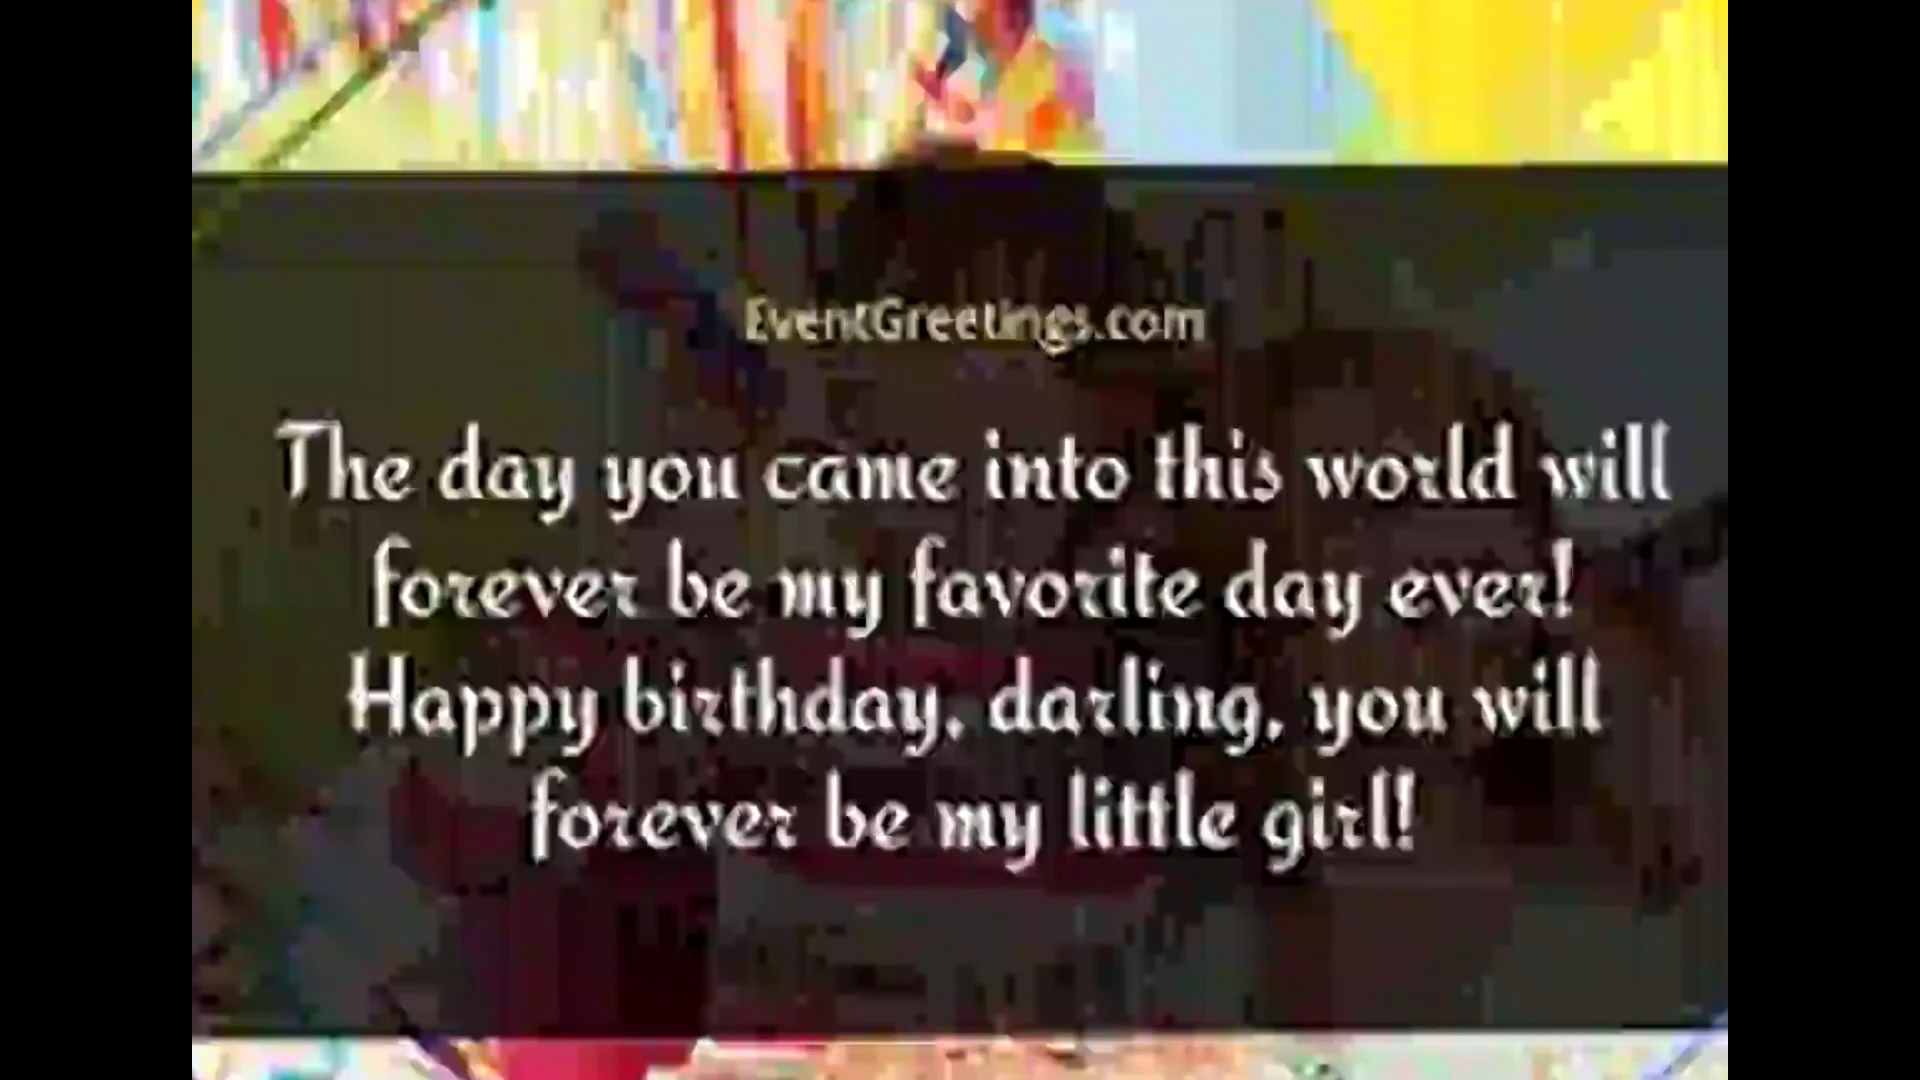 EventGreetings.com
The day you came into this world will
forever be my favorite day ever!
Happy birthday, darling, you will
forever be my little girl!